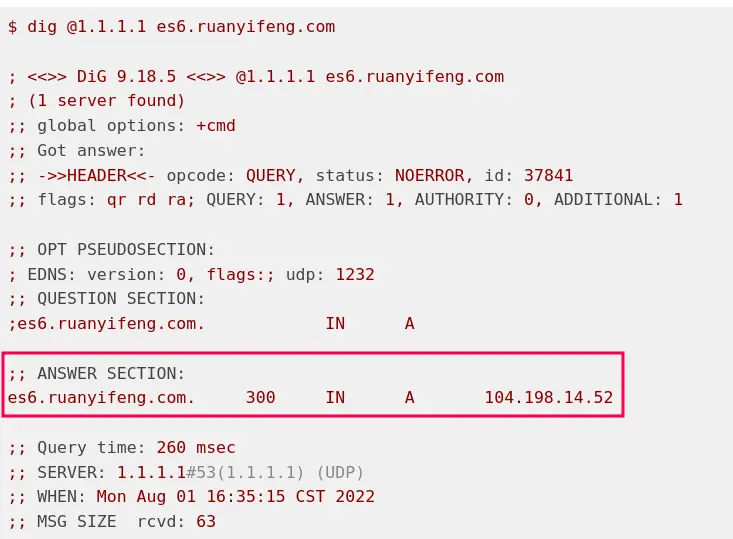 $ dig @1.1.1.1 es6.ruanyifeng.com
; <<>> DiG 9.18.5 <<>> @1.1.1.1 es6.ruanyifeng.com
; (1 server found)
;; global options: +cmd
;; Got answer:
;; ->>HEADER<<- opcode: QUERY, status: NOERROR, id: 37841
;; flags: qr rd ra; QUERY: 1, ANSWER: 1, AUTHORITY: 0, ADDITIONAL: 1
;; OPT PSEUDOSECTION:
; EDNS: version: 0, flags:; udp: 1232
;; QUESTION SECTION:
;es6.ruanyifeng.com. IN A
;; ANSWER SECTION:
es6.ruanyifeng.com. 300 IN A 104.198.14.52
;; Query time: 260 msec
;; SERVER: 1.1.1.1#53(1.1.1.1) (UDP)
;; WHEN: Mon Aug 01 16:35:15 CST 2022
;; MSG SIZE rcvd: 63